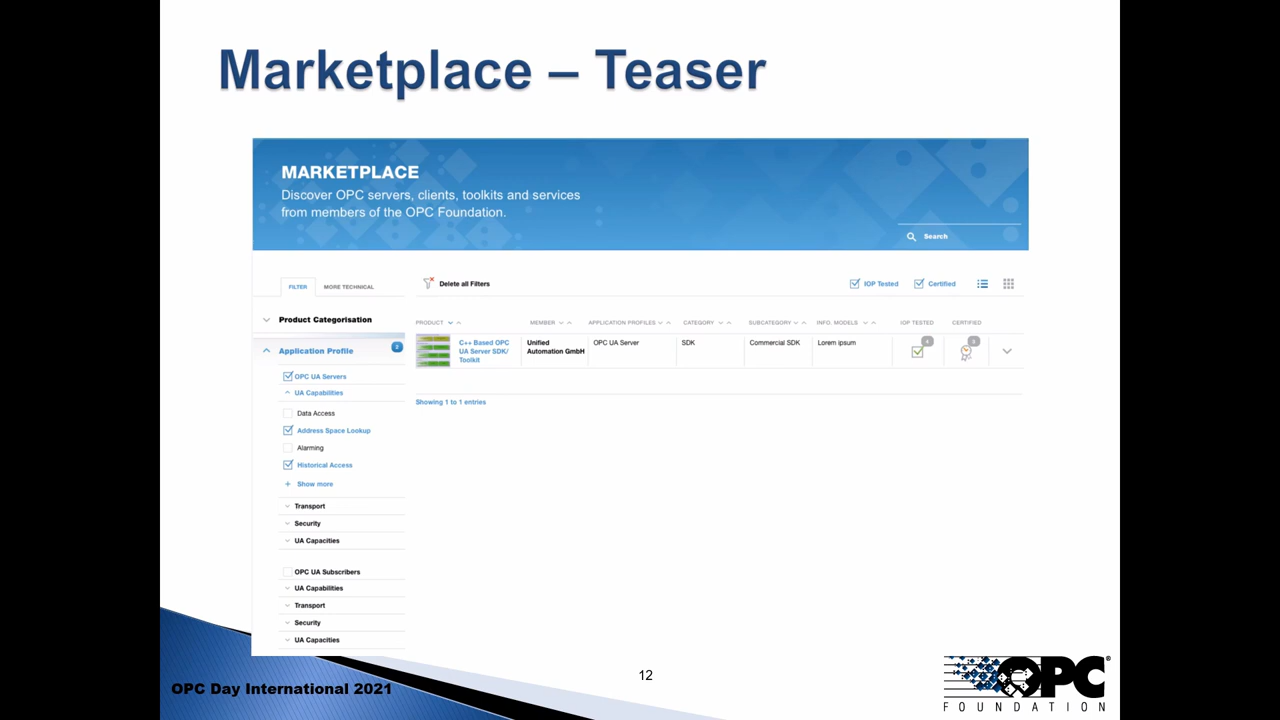 Marketplace – Teaser
MARKETPLACE
Discover OPC servers, clients, toolkits and services
from members of the OPC Foundation.
Search
FILTER
MORE TECHNICAL
Delete all Filters
IOP Tested
Certified
Product Categorisation
Application Profile
2
OPC UA Servers
UA Capabilities
Data Access
Address Space Lookup
Alarming
Historical Access
+ Show more
Transport
Security
UA Capacities
OPC UA Subscribers
UA Capabilities
Transport
Security
UA Capacities
PRODUCT
MEMBER
APPLICATION PROFILES
CATEGORY
SUBCATEGORY
INFO. MODELS
IOP TESTED
CERTIFIED
C++ Based OPC
UA Server SDK/
Toolkit
Unified
Automation GmbH
OPC UA Server
SDK
Commercial SDK
Lorem ipsum
Showing 1 to 1 entries
OPC Day International 2021
12
OPC
FOUNDATION